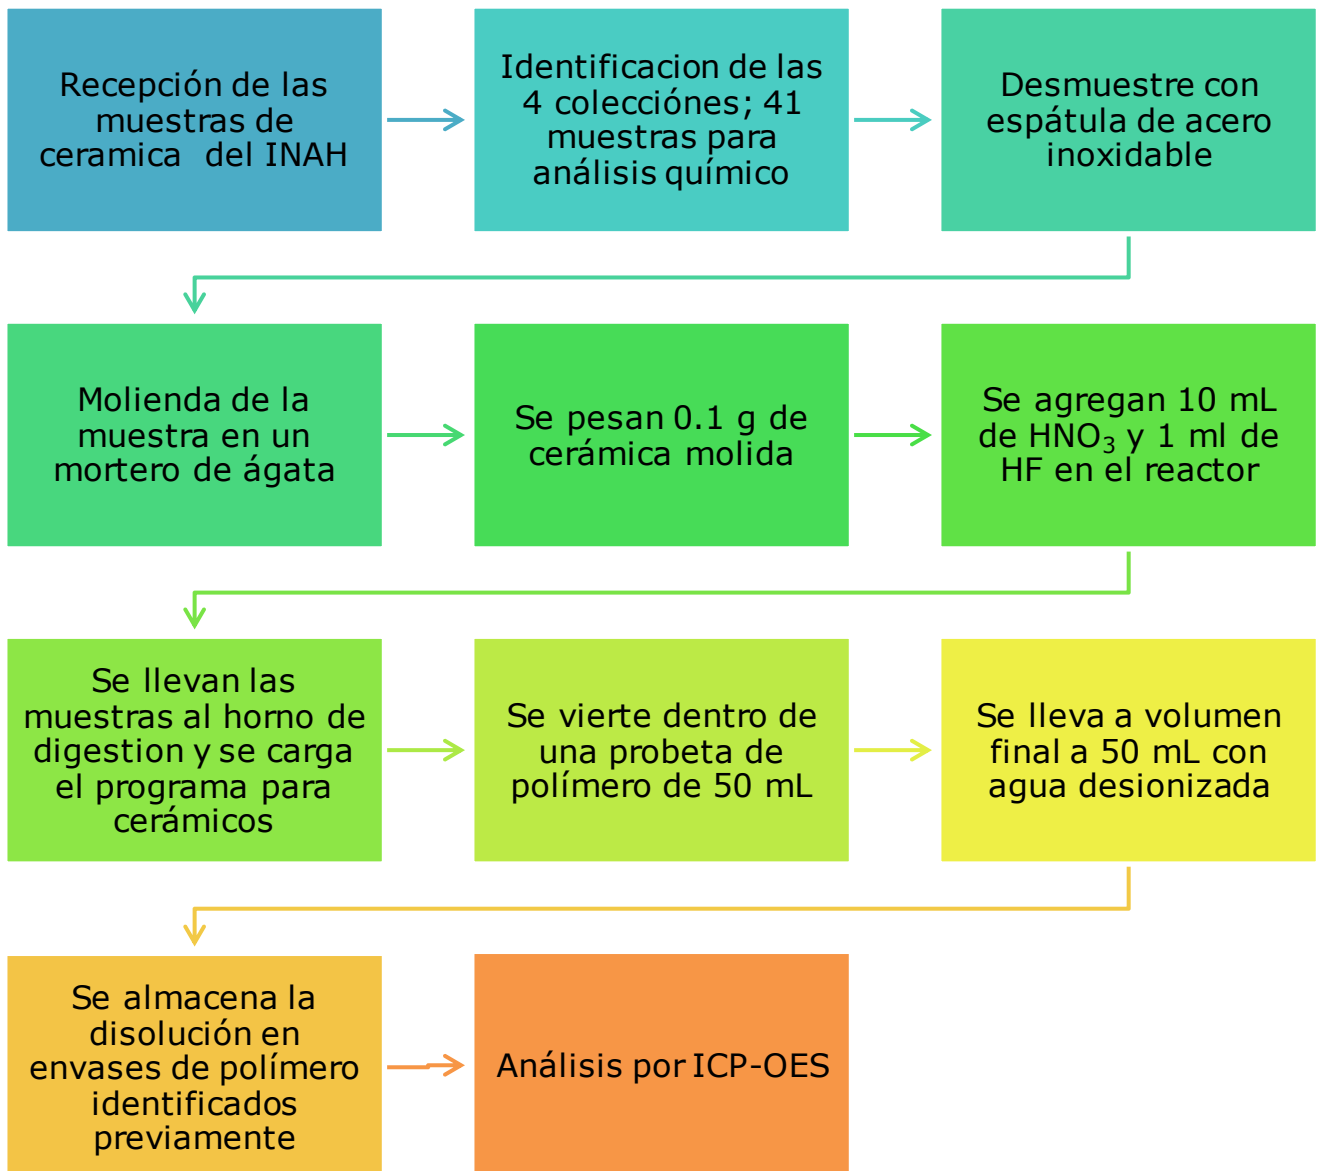 Recepción de las
muestras de
ceramica del INAH
Identificacion de las
4 colecciónes; 41
muestras para
análisis químico
Desmuestre con
espátula de acero
inoxidable
Molienda de la
muestra en un
mortero de ágata
Se pesan 0.1 g de
cerámica molida
Se agregan 10 mL
de HNO₃ y 1 ml de
HF en el reactor
Se llevan las
muestras al horno de
digestion y se carga
el programa para
cerámicos
Se vierte dentro de
una probeta de
polímero de 50 mL
Se lleva a volumen
final a 50 mL con
agua desionizada
Se almacena la
disolución en
envases de polímero
identificados
previamente
Análisis por ICP-OES